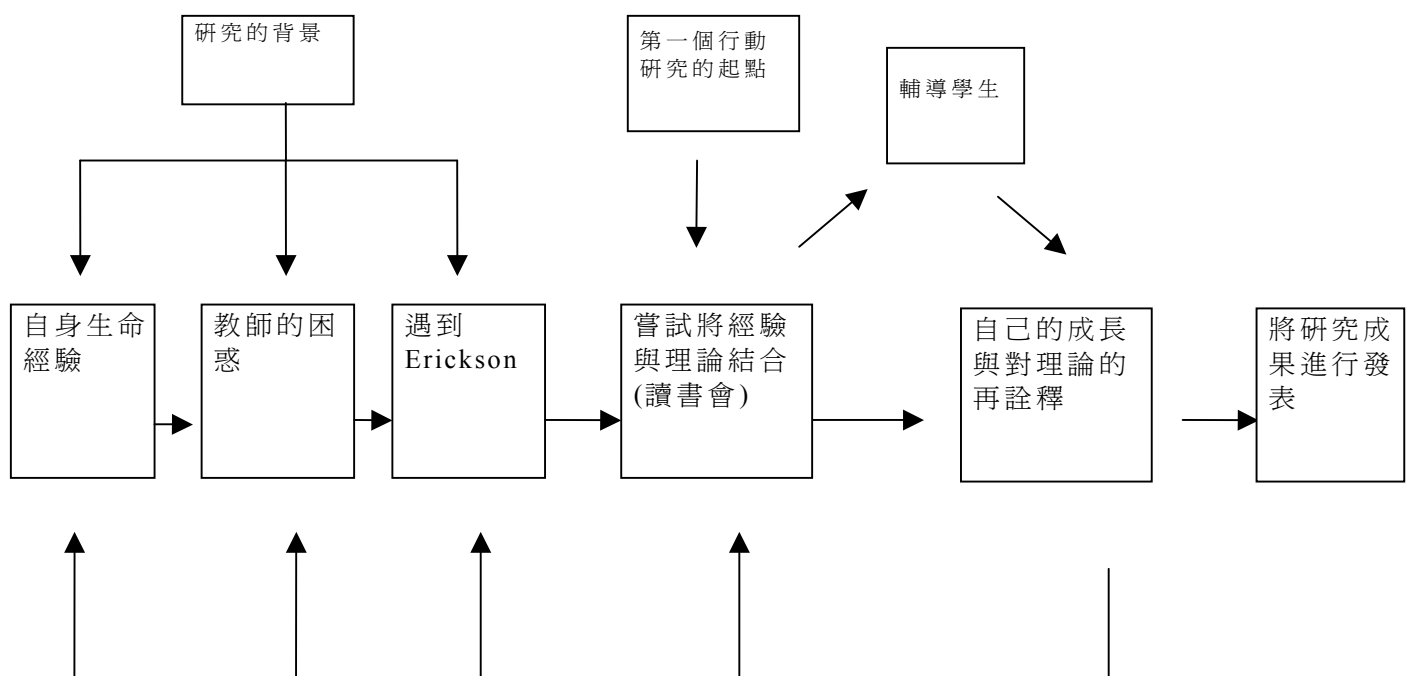 研究的背景
第一個行動
研究的起點
輔導學生
自身生命
經驗
教師的困
惑
遇到
Erickson
嘗試將經驗
與理論結合
(讀書會)
自己的成長
與對理論的
再詮釋
將研究成
果進行發
表